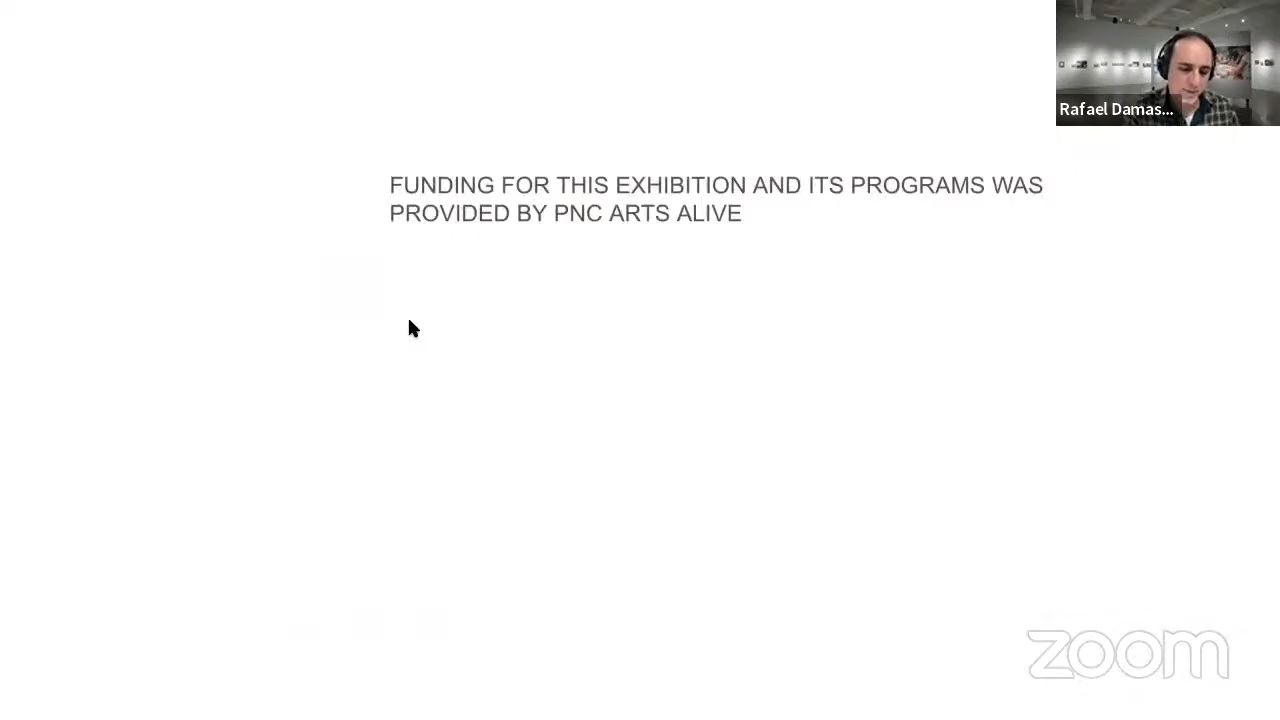 Rafael Damas...
FUNDING FOR THIS EXHIBITION AND ITS PROGRAMS WAS
PROVIDED BY PNC ARTS ALIVE
zoom